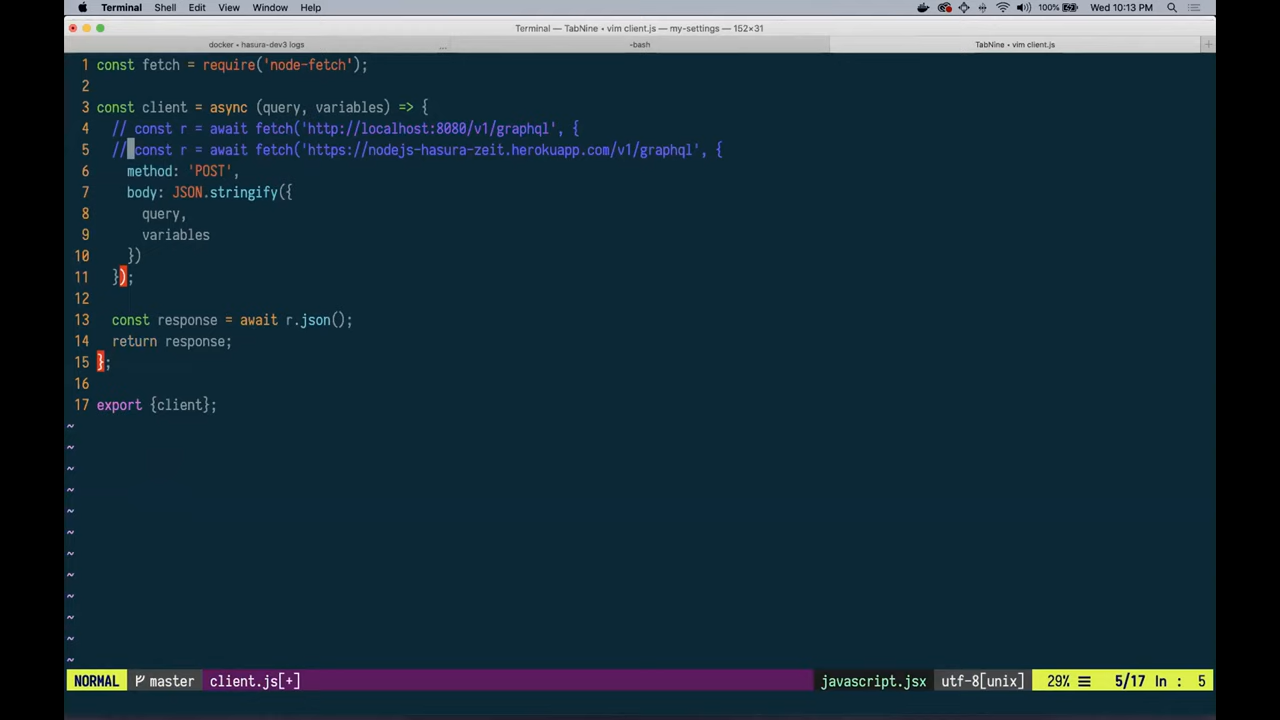 Terminal Shell Edit View Window Help 100% Wed 10:13 PM
Terminal — TabNine • vim client.js — my-settings — 152×31
docker • hasura-dev3 logs ... -bash TabNine • vim client.js +
1 const fetch = require('node-fetch');
2
3 const client = async (query, variables) => {
4 // const r = await fetch('http://localhost:8080/v1/graphql', {
5 // const r = await fetch('https://nodejs-hasura-zeit.herokuapp.com/v1/graphql', {
6 method: 'POST',
7 body: JSON.stringify({
8 query,
9 variables
10 })
11 });
12
13 const response = await r.json();
14 return response;
15 };
16
17 export {client};
~
~
~
~
~
~
~
~
~
~
~
~
NORMAL master client.js[+] javascript.jsx utf-8[unix] 29% ☰ 5/17 ln : 5